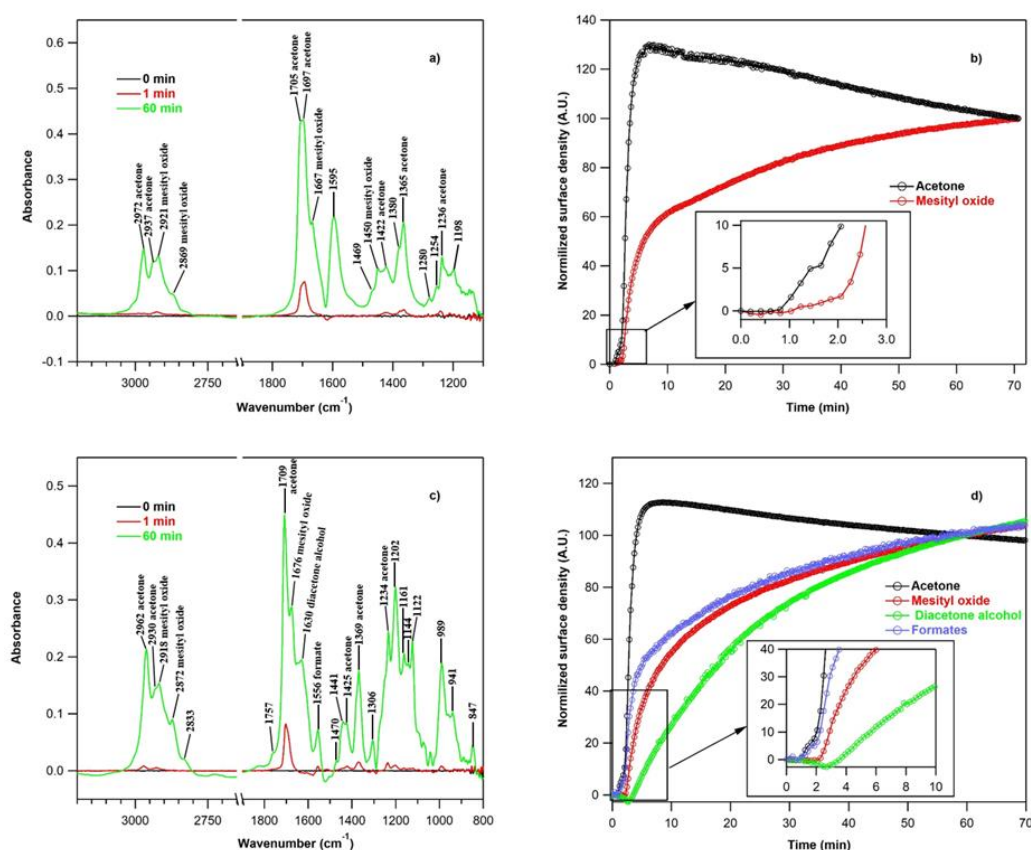 a)
0 min
1 min
60 min
2972 acetone
2937 acetone
2921 mesityl oxide
2869 mesityl oxide
1705 acetone
1697 acetone
1667 mesityl oxide
1595
1469
1450 mesityl oxide
1422 acetone
1380
1365 acetone
1280
1254
1236 acetone
1198
Absorbance
0.6
0.5
0.4
0.3
0.2
0.1
0.0
-0.1
3000 2750 1800 1600 1400 1200
Wavenumber (cm-1)
b)
Normilized surface density (A.U.)
140
120
100
80
60
40
20
0
Acetone
Mesityl oxide
10
5
0
0.0 1.0 2.0 3.0
0 10 20 30 40 50 60 70
Time (min)
c)
0 min
1 min
60 min
2962 acetone
2930 acetone
2918 mesityl oxide
2872 mesityl oxide
2833
1757
1709 acetone
1676 mesityl oxide
1630 diacetone alcohol
1556 formate
1470
1441
1425 acetone
1369 acetone
1306
1234 acetone
1202
1161
1144
1122
989
941
847
Absorbance
0.5
0.4
0.3
0.2
0.1
0.0
3000 2750 1800 1600 1400 1200 1000 800
Wavenumber (cm-1)
d)
Normilized surface density (A.U.)
120
100
80
60
40
20
0
Acetone
Mesityl oxide
Diacetone alcohol
Formates
40
30
20
10
0
0 2 4 6 8 10
0 10 20 30 40 50 60 70
Time (min)